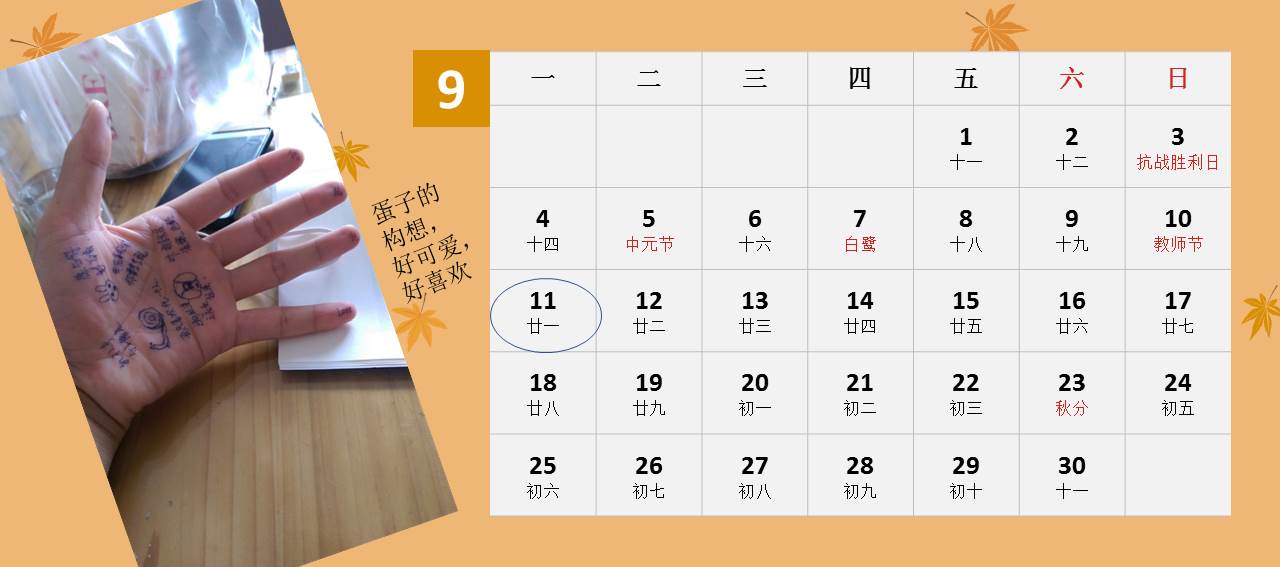 蛋子的
构想，
好可爱，
好喜欢
9
一 二 三 四 五 六 日
1 2 3
十一 十二 抗战胜利日
4 5 6 7 8 9 10
十四 中元节 十六 白鹭 十八 十九 教师节
11 12 13 14 15 16 17
廿一 廿二 廿三 廿四 廿五 廿六 廿七
18 19 20 21 22 23 24
廿八 廿九 初一 初二 初三 秋分 初五
25 26 27 28 29 30
初六 初七 初八 初九 初十 十一